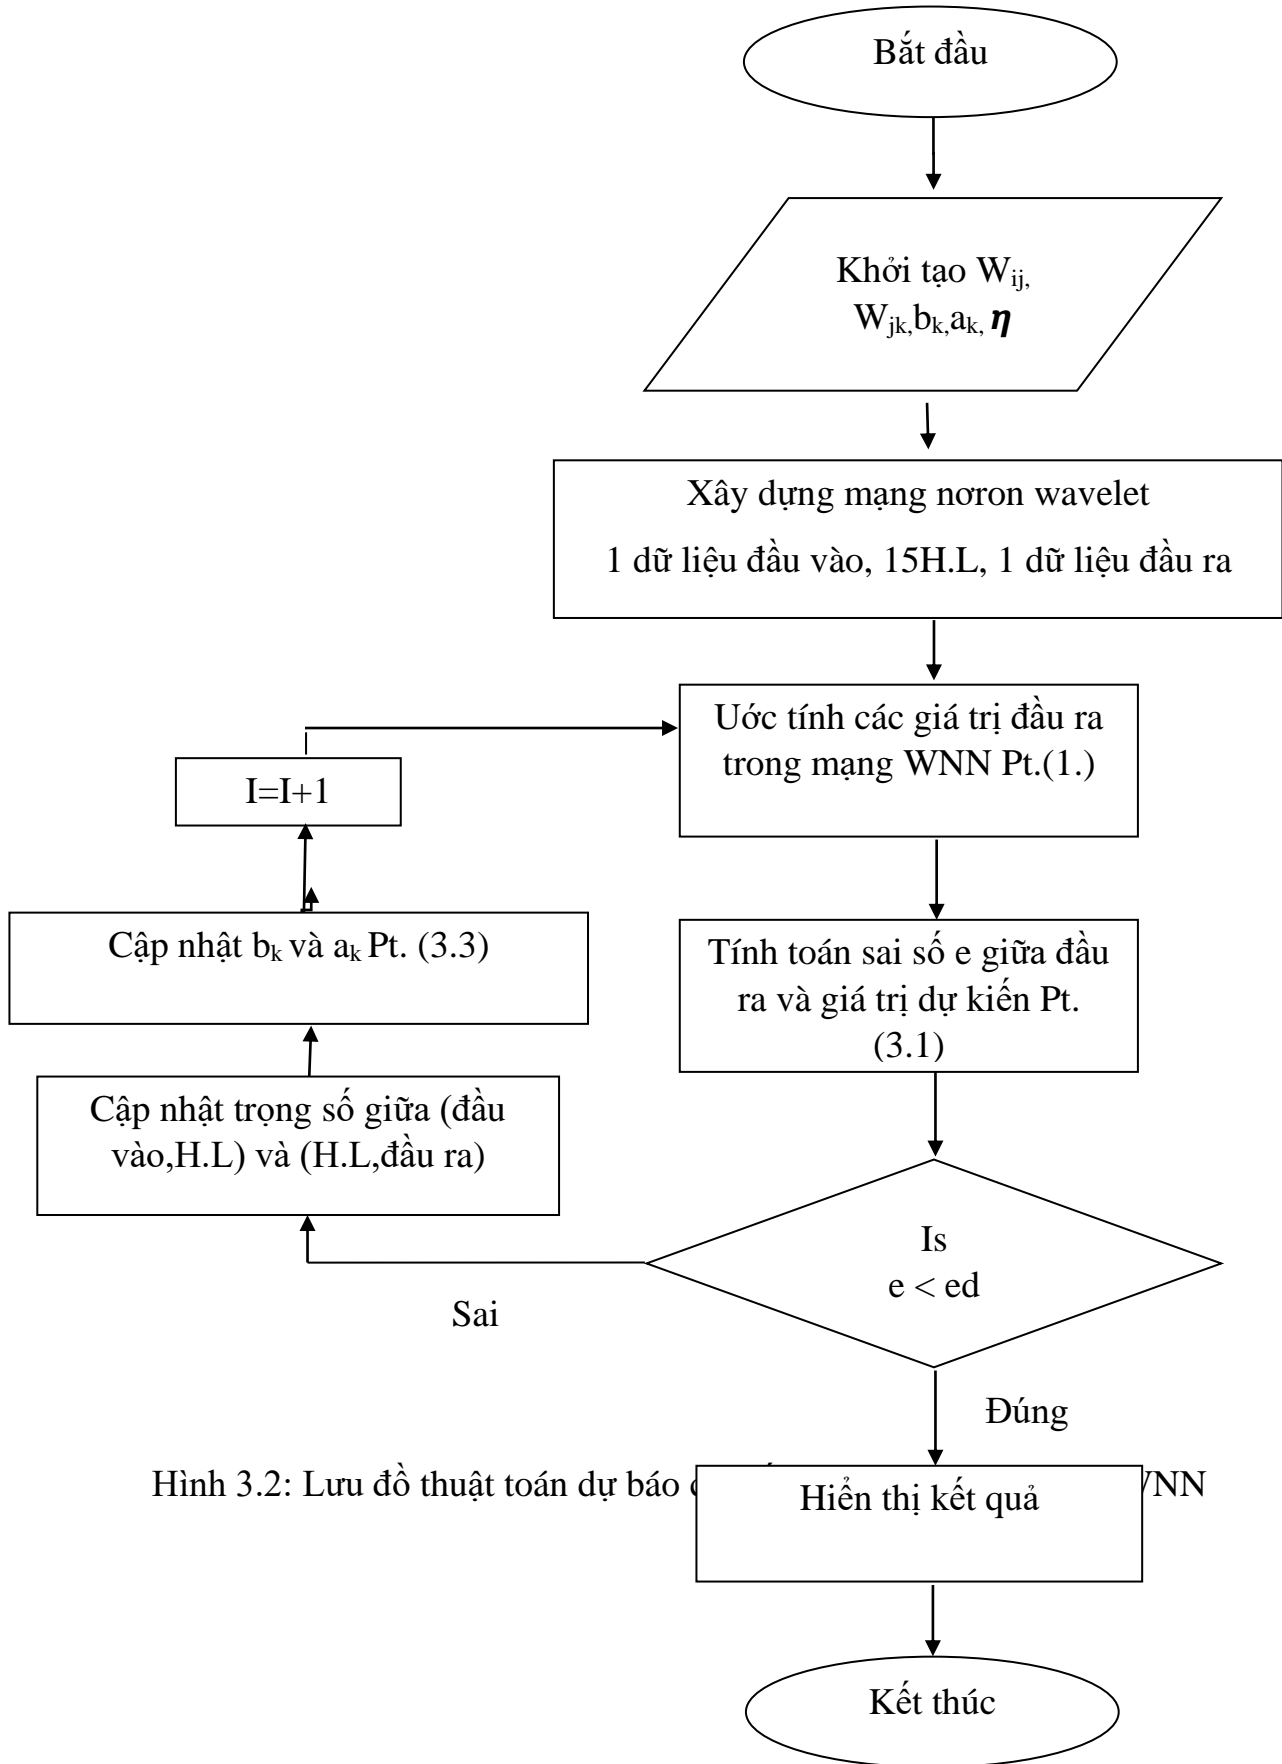 Bắt đầu
Khởi tạo Wij,
Wjk,bk,ak, η
Xây dựng mạng nơron wavelet
1 dữ liệu đầu vào, 15H.L, 1 dữ liệu đầu ra
Uớc tính các giá trị đầu ra
trong mạng WNN Pt.(1.)
I=I+1
Cập nhật bk và ak Pt. (3.3)
Tính toán sai số e giữa đầu
ra và giá trị dự kiến Pt.
(3.1)
Cập nhật trọng số giữa (đầu
vào,H.L) và (H.L,đầu ra)
Is
e < ed
Sai
Đúng
Hình 3.2: Lưu đồ thuật toán dự báo
Hiển thị kết quả
Kết thúc